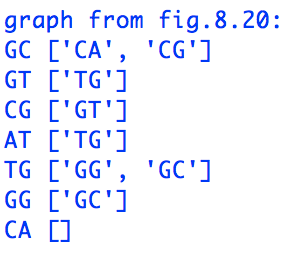 graph from fig.8.20:
GC ['CA', 'CG']
GT ['TG']
CG ['GT']
AT ['TG']
TG ['GG', 'GC']
GG ['GC']
CA []